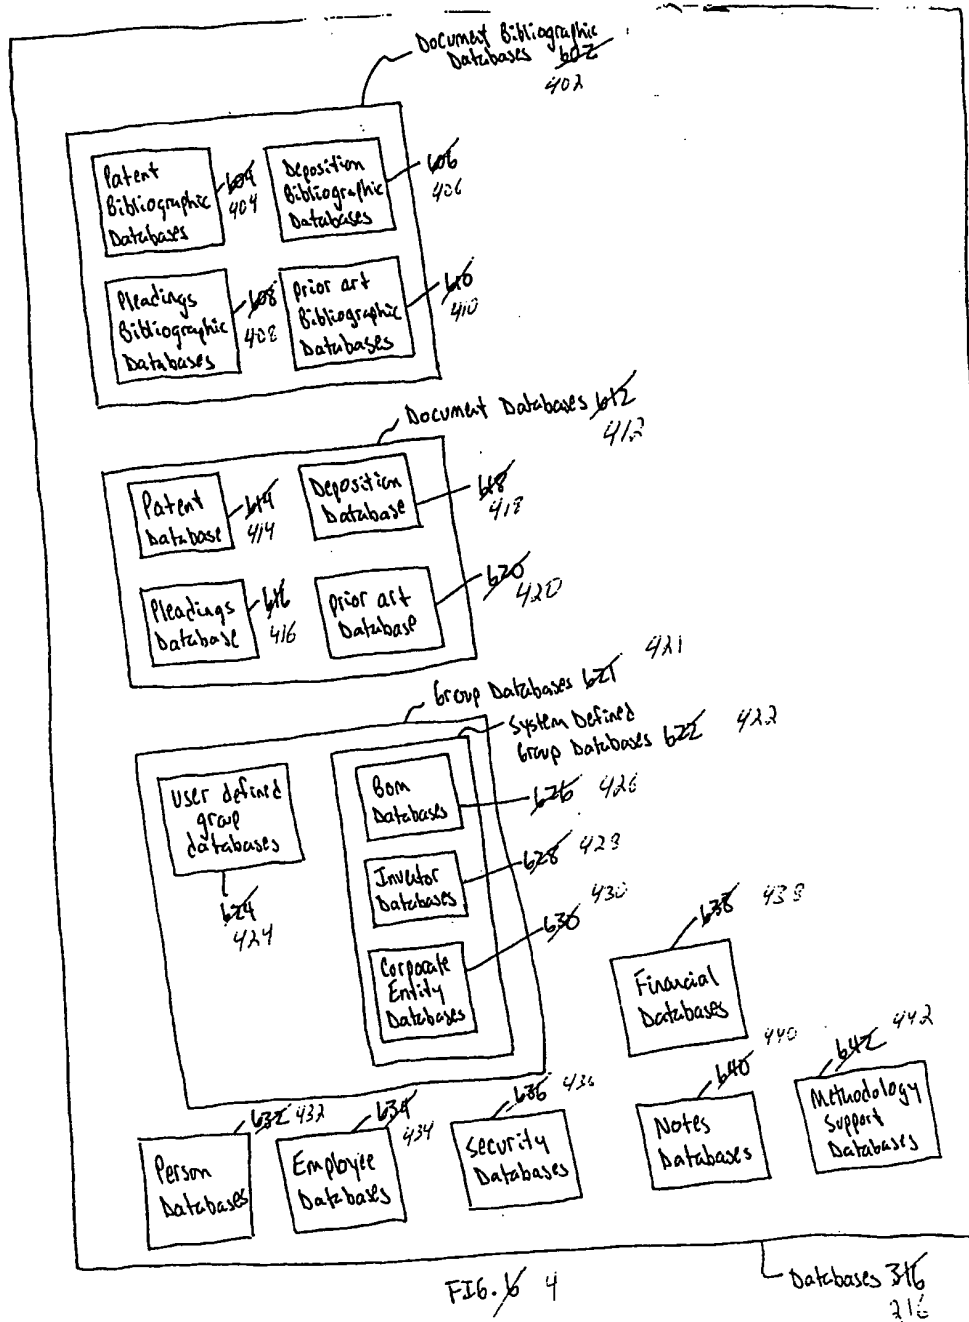 Document Bibliographic
Databases 602
402
Patent
Bibliographic
Databases
604
404
Deposition
Bibliographic
Databases
606
406
Pleadings
Bibliographic
Databases
608
408
prior art
Bibliographic
Databases
610
410
Document Databases 612
412
Patent
Database
614
414
Deposition
Database
618
418
Pleadings
Database
616
416
prior art
Database
620
420
Group Databases 621 421
System Defined
Group Databases 622 422
user defined
group
databases
624
424
Bom
Databases
626 426
Inventor
Databases
628 428
Corporate
Entity
Databases
630 430
Financial
Databases
638 438
Person
Databases
632 432
Employee
Databases
634
434
Security
Databases
636 436
Notes
Databases
640 440
Methodology
Support
Databases
642 442
Databases 316
216
FIG. 6 4